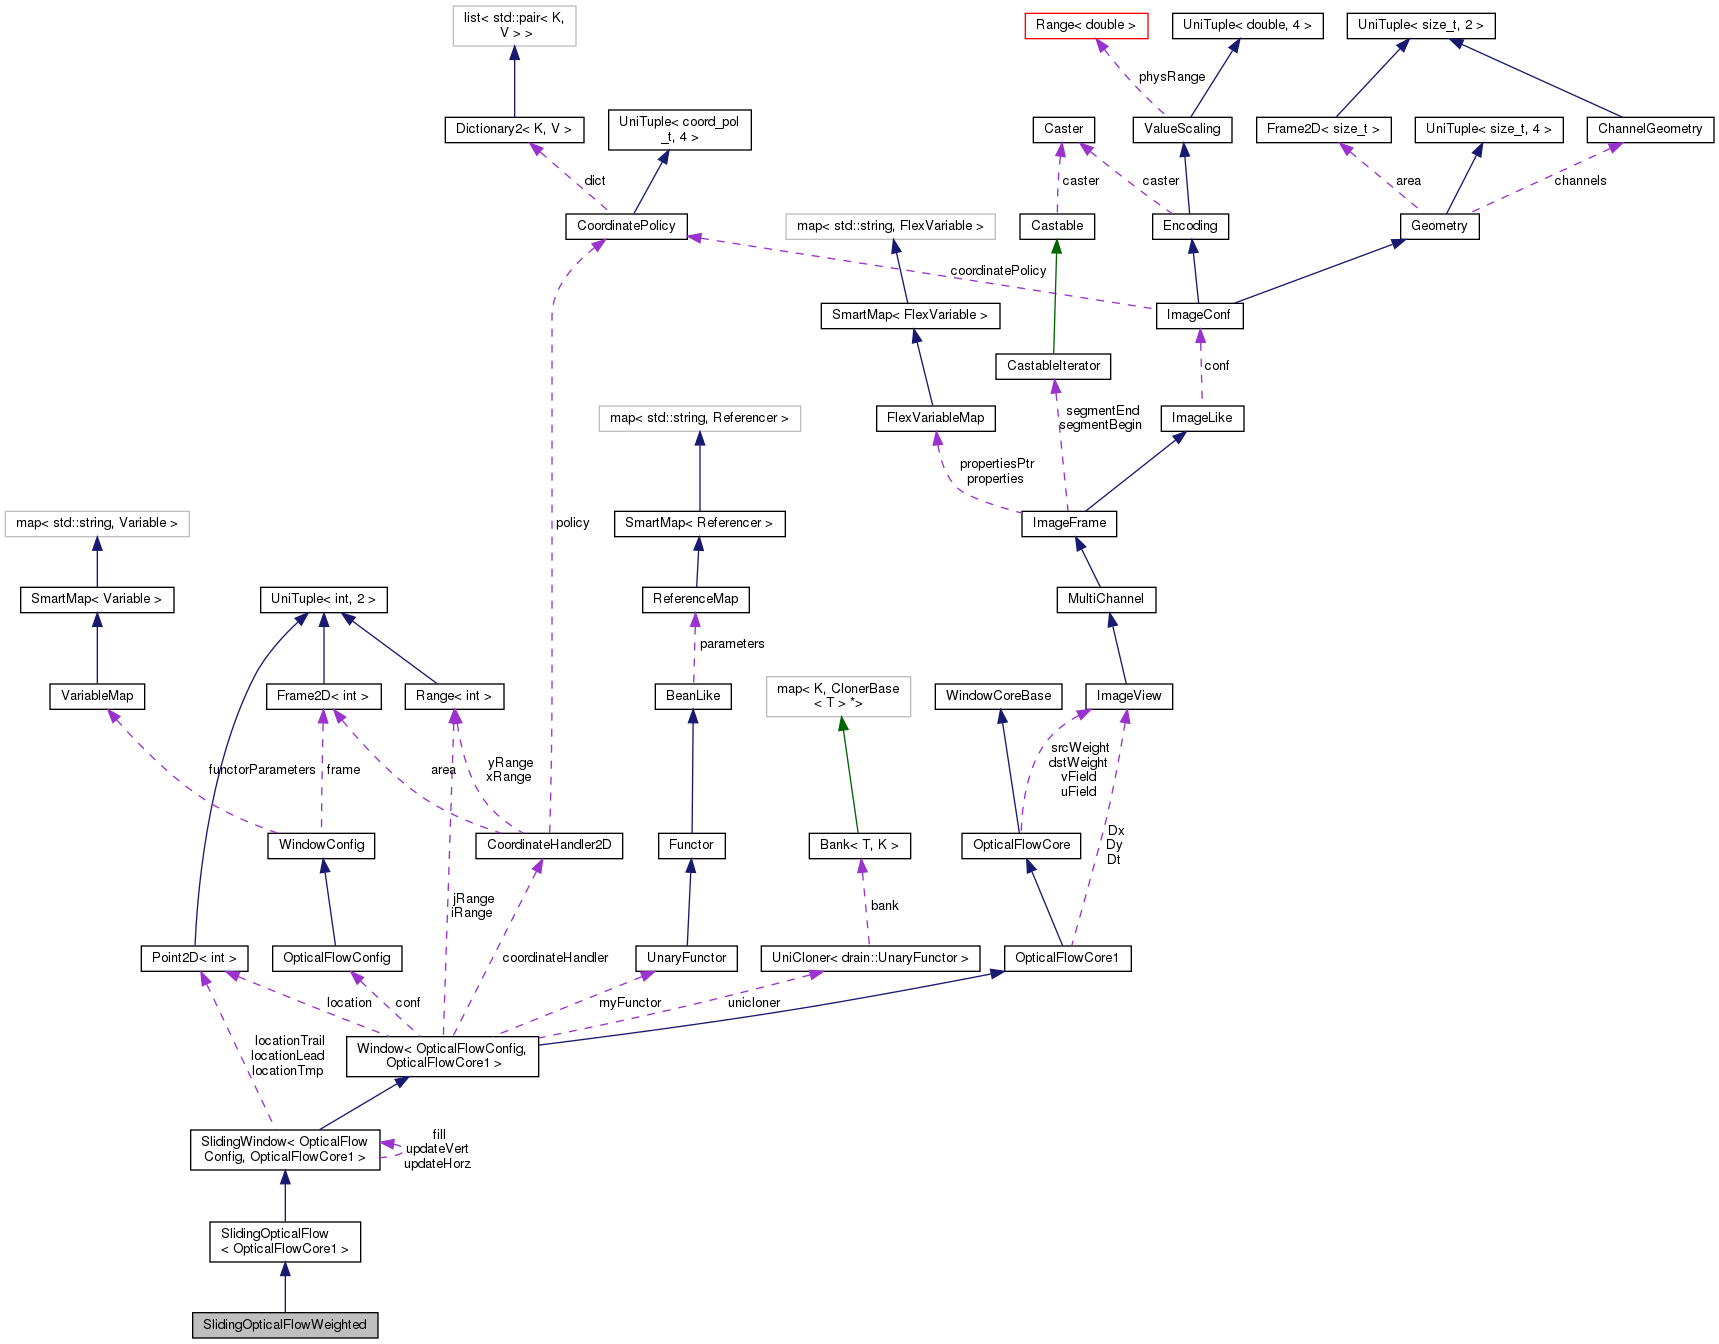 list< std::pair< K,
V > >
Range< double >
UniTuple< double, 4 >
UniTuple< size_t, 2 >
physRange
Dictionary2< K, V >
UniTuple< coord_pol
_t, 4 >
Caster
ValueScaling
Frame2D< size_t >
UniTuple< size_t, 4 >
ChannelGeometry
dict
caster
caster
area
channels
CoordinatePolicy
map< std::string, FlexVariable >
Castable
Encoding
Geometry
coordinatePolicy
SmartMap< FlexVariable >
ImageConf
CastableIterator
conf
map< std::string, Referencer >
FlexVariableMap
segmentEnd
segmentBegin
ImageLike
propertiesPtr
properties
map< std::string, Variable >
policy
SmartMap< Referencer >
ImageFrame
SmartMap< Variable >
UniTuple< int, 2 >
ReferenceMap
MultiChannel
parameters
VariableMap
Frame2D< int >
Range< int >
BeanLike
map< K, ClonerBase
< T > *>
WindowCoreBase
ImageView
functorParameters
frame
area
yRange
xRange
srcWeight
dstWeight
vField
uField
WindowConfig
CoordinateHandler2D
Functor
Bank< T, K >
OpticalFlowCore
Dx
Dy
Dt
jRange
iRange
bank
Point2D< int >
OpticalFlowConfig
coordinateHandler
UnaryFunctor
UniCloner< drain::UnaryFunctor >
OpticalFlowCore1
location
conf
myFunctor
unicloner
locationTrail
locationLead
locationTmp
Window< OpticalFlowConfig,
OpticalFlowCore1 >
SlidingWindow< OpticalFlow
Config, OpticalFlowCore1 >
fill
updateVert
updateHorz
SlidingOpticalFlow
< OpticalFlowCore1 >
SlidingOpticalFlowWeighted